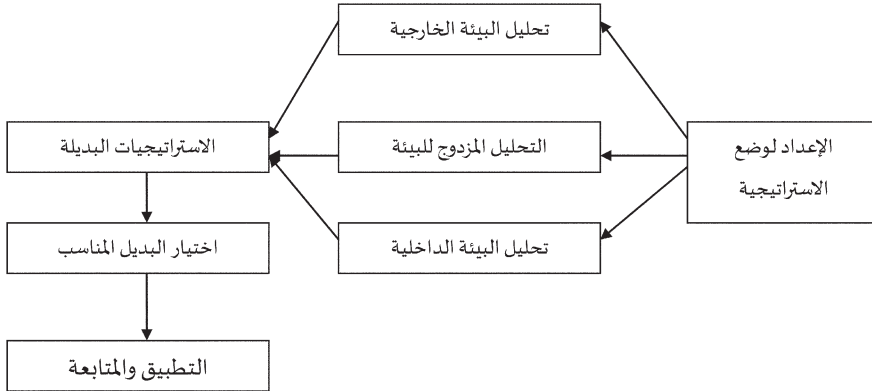 تحليل البيئة الخارجية
الإعداد لوضع
الاستراتيجية
التحليل المزدوج للبيئة
الاستراتيجيات البديلة
تحليل البيئة الداخلية
اختيار البديل المناسب
التطبيق والمتابعة